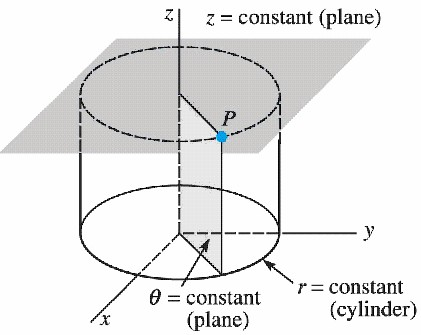 z
z = constant (plane)
P
y
θ = constant
(plane)
r = constant
(cylinder)
x